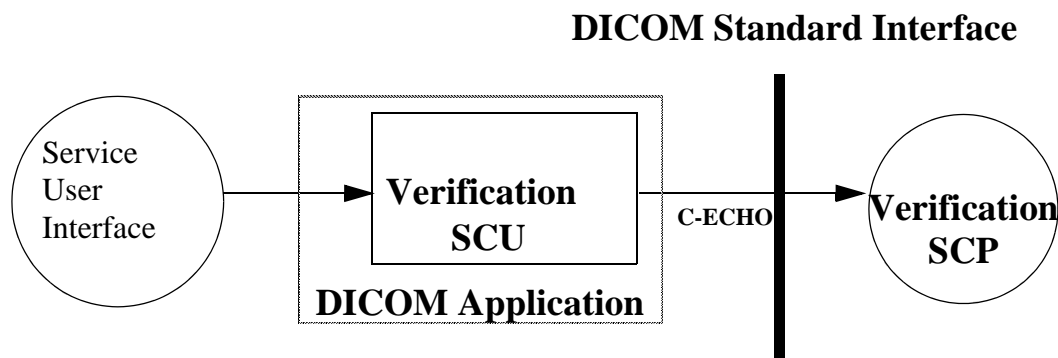 DICOM Standard Interface
Service
User
Interface
Verification
SCU
DICOM Application
C-ECHO
Verification
SCP